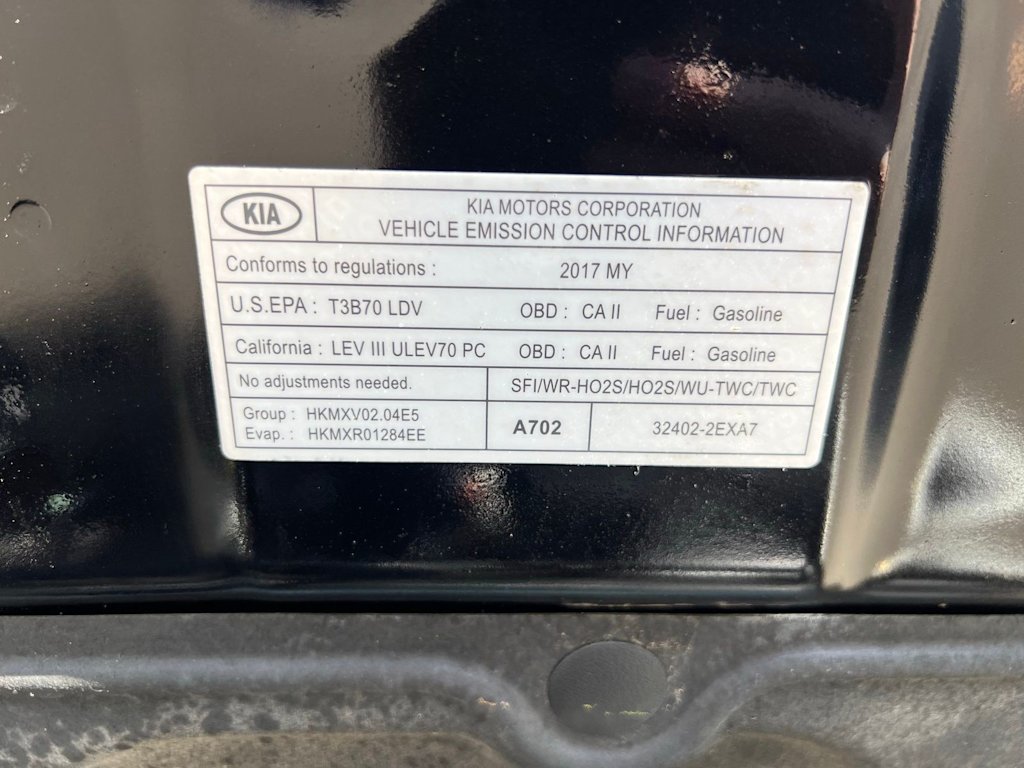 KIA
KIA MOTORS CORPORATION
VEHICLE EMISSION CONTROL INFORMATION
Conforms to regulations : 2017 MY
U.S.EPA : T3B70 LDV OBD : CA II Fuel : Gasoline
California : LEV III ULEV70 PC OBD : CA II Fuel : Gasoline
No adjustments needed. SFI/WR-HO2S/HO2S/WU-TWC/TWC
Group : HKMXV02.04E5
Evap. : HKMXR01284EE
A702
32402-2EXA7